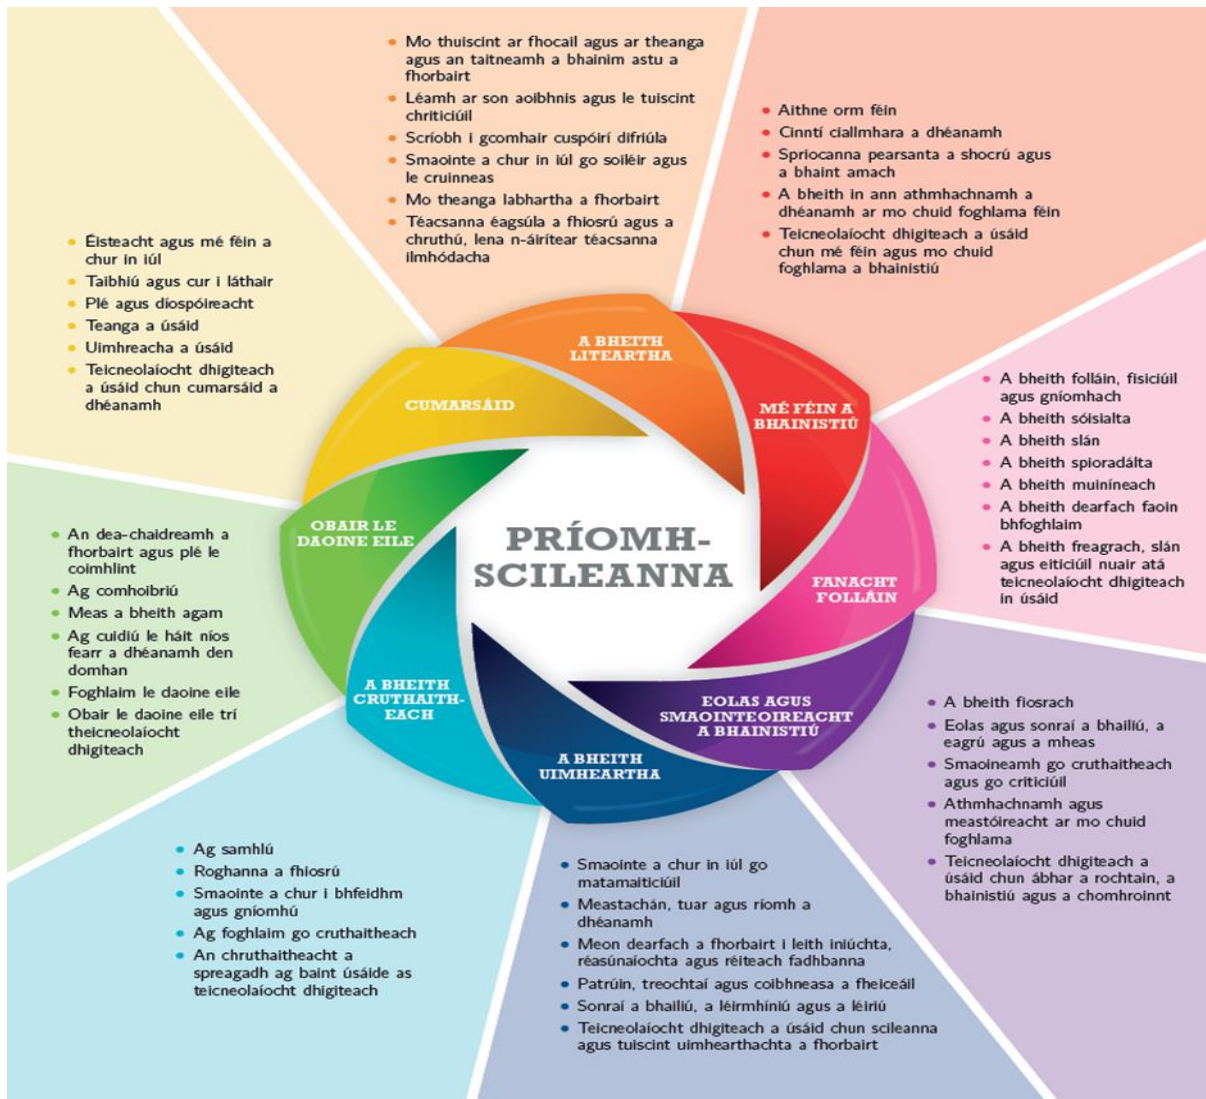 PRÍOMH-
SCILEANNA
A BHEITH
LITEARTHA
Mo thuiscint ar fhocail agus ar theanga
agus an taitneamh a bhainim astu a
fhorbairt
Léamh ar son aoibhnis agus le tuiscint
chriticiúil
Scríobh i gcomhair cuspóirí difriúla
Smaointe a chur in iúl go soiléir agus
le cruinneas
Mo theanga labhartha a fhorbairt
Téacsanna éagsúla a fhiosrú agus a
chruthú, lena n-áirítear téacsanna
ilmhódacha
MÉ FÉIN A
BHAINISTIÚ
Aithne orm féin
Cinntí ciallmhara a dhéanamh
Spriocanna pearsanta a shocrú agus
a bhaint amach
A bheith in ann athmhachnamh a
dhéanamh ar mo chuid foghlama féin
Teicneolaíocht dhigiteach a úsáid
chun mé féin agus mo chuid
foghlama a bhainistiú
FANACHT
FOLLÁIN
A bheith folláin, fisiciúil
agus gníomhach
A bheith sóisialta
A bheith slán
A bheith spioradálta
A bheith muiníneach
A bheith dearfach faoin
bhfoghlaim
A bheith freagrach, slán
agus eiticiúil nuair atá
teicneolaíocht dhigiteach
in úsáid
EOLAS AGUS
SMAOINTEOIREACHT
A BHAINISTIÚ
A bheith fiosrach
Eolas agus sonraí a bhailiú, a
eagrú agus a mheas
Smaoineamh go cruthaitheach
agus go criticiúil
Athmhachnamh agus
meastóireacht ar mo chuid
foghlama
Teicneolaíocht dhigiteach a
úsáid chun ábhar a rochtain, a
bhainistiú agus a chomhroinnt
A BHEITH
UIMHEARTHA
Smaointe a chur in iúl go
matamaiticiúil
Meastachán, tuar agus ríomh a
dhéanamh
Meon dearfach a fhorbairt i leith iniúchta,
réasúnaíochta agus réiteach fadhbanna
Patrúin, treochtaí agus coibhneasa a fheiceáil
Sonraí a bhailiú, a léirmhíniú agus a léiriú
Teicneolaíocht dhigiteach a úsáid chun scileanna
agus tuiscint uimhearthachta a fhorbairt
A BHEITH
CRUTHAITH-
EACH
Ag samhlú
Roghanna a fhiosrú
Smaointe a chur i bhfeidhm
agus gníomhú
Ag foghlaim go cruthaitheach
An chruthaitheacht a
spreagadh ag baint úsáide as
teicneolaíocht dhigiteach
OBAIR LE
DAOINE EILE
An dea-chaidreamh a
fhorbairt agus plé le
coimhlint
Ag comhoibriú
Meas a bheith agam
Ag cuidiú le háit níos
fearr a dhéanamh den
domhan
Foghlaim le daoine eile
Obair le daoine eile trí
theicneolaíocht
dhigiteach
CUMARSÁID
Éisteacht agus mé féin a
chur in iúl
Taibhiú agus cur i láthair
Plé agus díospóireacht
Teanga a úsáid
Uimhreacha a úsáid
Teicneolaíocht dhigiteach
a úsáid chun cumarsáid a
dhéanamh